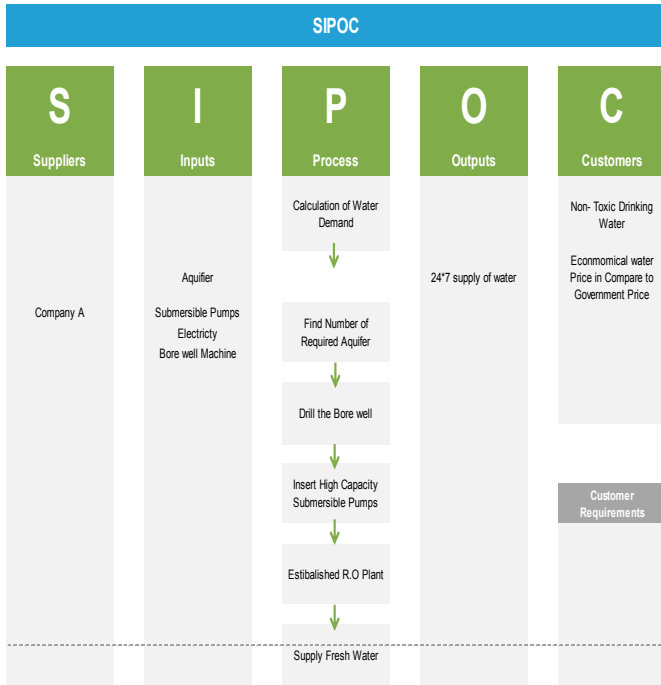 SIPOC
S
Suppliers
Company A
I
Inputs
Aquifier
Submersible Pumps
Electricty
Bore well Machine
P
Process
Calculation of Water
Demand
Find Number of
Required Aquifer
Drill the Bore well
Insert High Capacity
Submersible Pumps
Estibalished R.O Plant
Supply Fresh Water
O
Outputs
24*7 supply of water
C
Customers
Non- Toxic Drinking
Water
Econmomical water
Price in Compare to
Government Price
Customer
Requirements